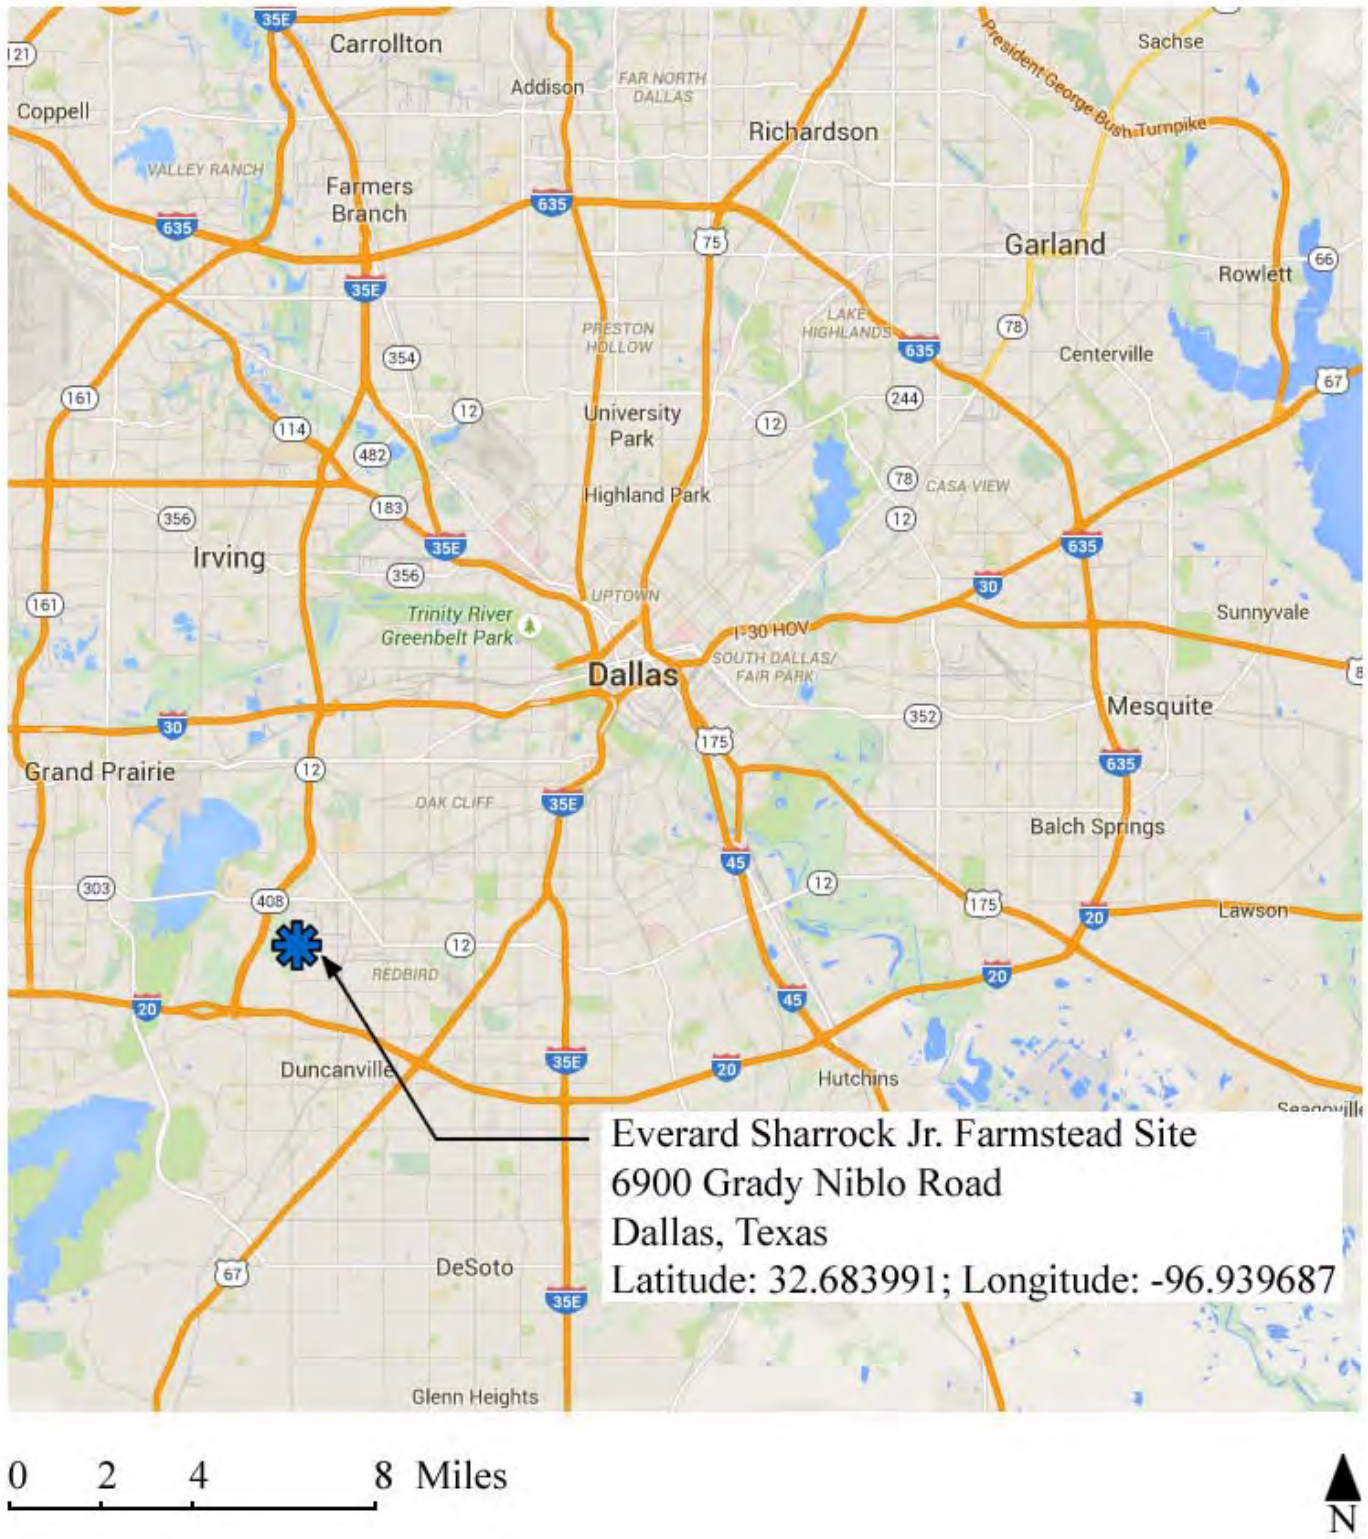 35E
Carrollton
121
Sachse
Addison
FAR NORTH
DALLAS
President George Bush Turnpike
Coppell
Richardson
VALLEY RANCH
Farmers
Branch
635
635
75
Garland
66
Rowlett
35E
LAKE
HIGHLANDS
78
PRESTON
HOLLOW
635
354
Centerville
67
161
12
244
University
Park
12
114
482
78
CASA VIEW
Highland Park
183
356
12
35E
635
Irving
356
30
UPTOWN
161
Trinity River
Greenbelt Park
Sunnyvale
I-30 HOV
SOUTH DALLAS/
FAIR PARK
Dallas
8
Mesquite
352
30
175
635
Grand Prairie
12
OAK CLIFF
35E
Balch Springs
45
303
12
408
175
20
Lawson
12
REDBIRD
20
45
20
35E
Duncanville
20
Hutchins
Seagoville
Everard Sharrock Jr. Farmstead Site
6900 Grady Niblo Road
Dallas, Texas
Latitude: 32.683991; Longitude: -96.939687
67
DeSoto
35E
Glenn Heights
0 2 4 8 Miles
N